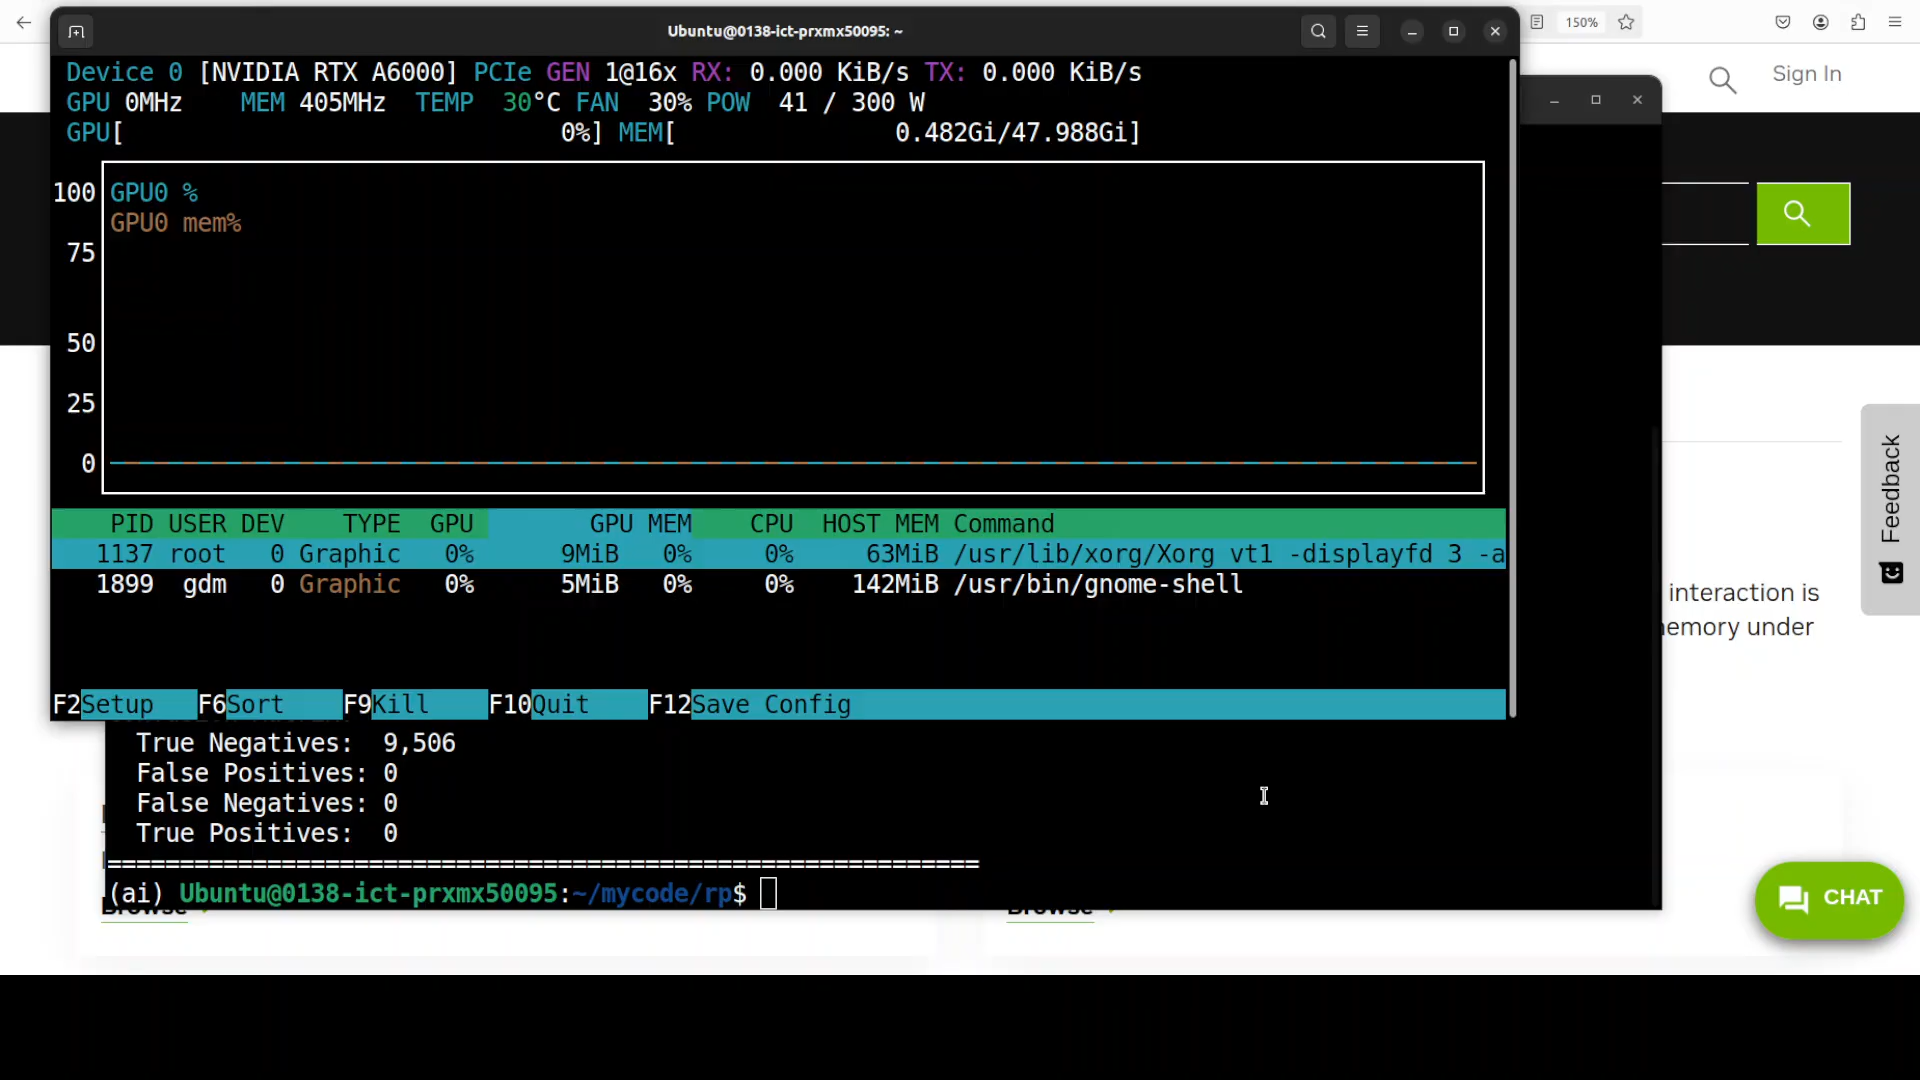 Ubuntu@0138-ict-prxmx50095: ~
150%
Sign In
Device 0 [NVIDIA RTX A6000] PCIe GEN 1@16x RX: 0.000 KiB/s TX: 0.000 KiB/s
GPU 0MHz MEM 405MHz TEMP 30°C FAN 30% POW 41 / 300 W
GPU[ 0%] MEM[ 0.482Gi/47.988Gi]
100 GPU0 %
GPU0 mem%
75
50
25
0
Feedback
PID USER DEV TYPE GPU GPU MEM CPU HOST MEM Command
1137 root 0 Graphic 0% 9MiB 0% 0% 63MiB /usr/lib/xorg/Xorg vt1 -displayfd 3 -a
1899 gdm 0 Graphic 0% 5MiB 0% 0% 142MiB /usr/bin/gnome-shell
interaction is
memory under
F2Setup F6Sort F9Kill F10Quit F12Save Config
True Negatives: 9,506
False Positives: 0
False Negatives: 0
True Positives: 0
============================================================
(ai) Ubuntu@0138-ict-prxmx50095:~/mycode/rp$
Browse Browse
CHAT